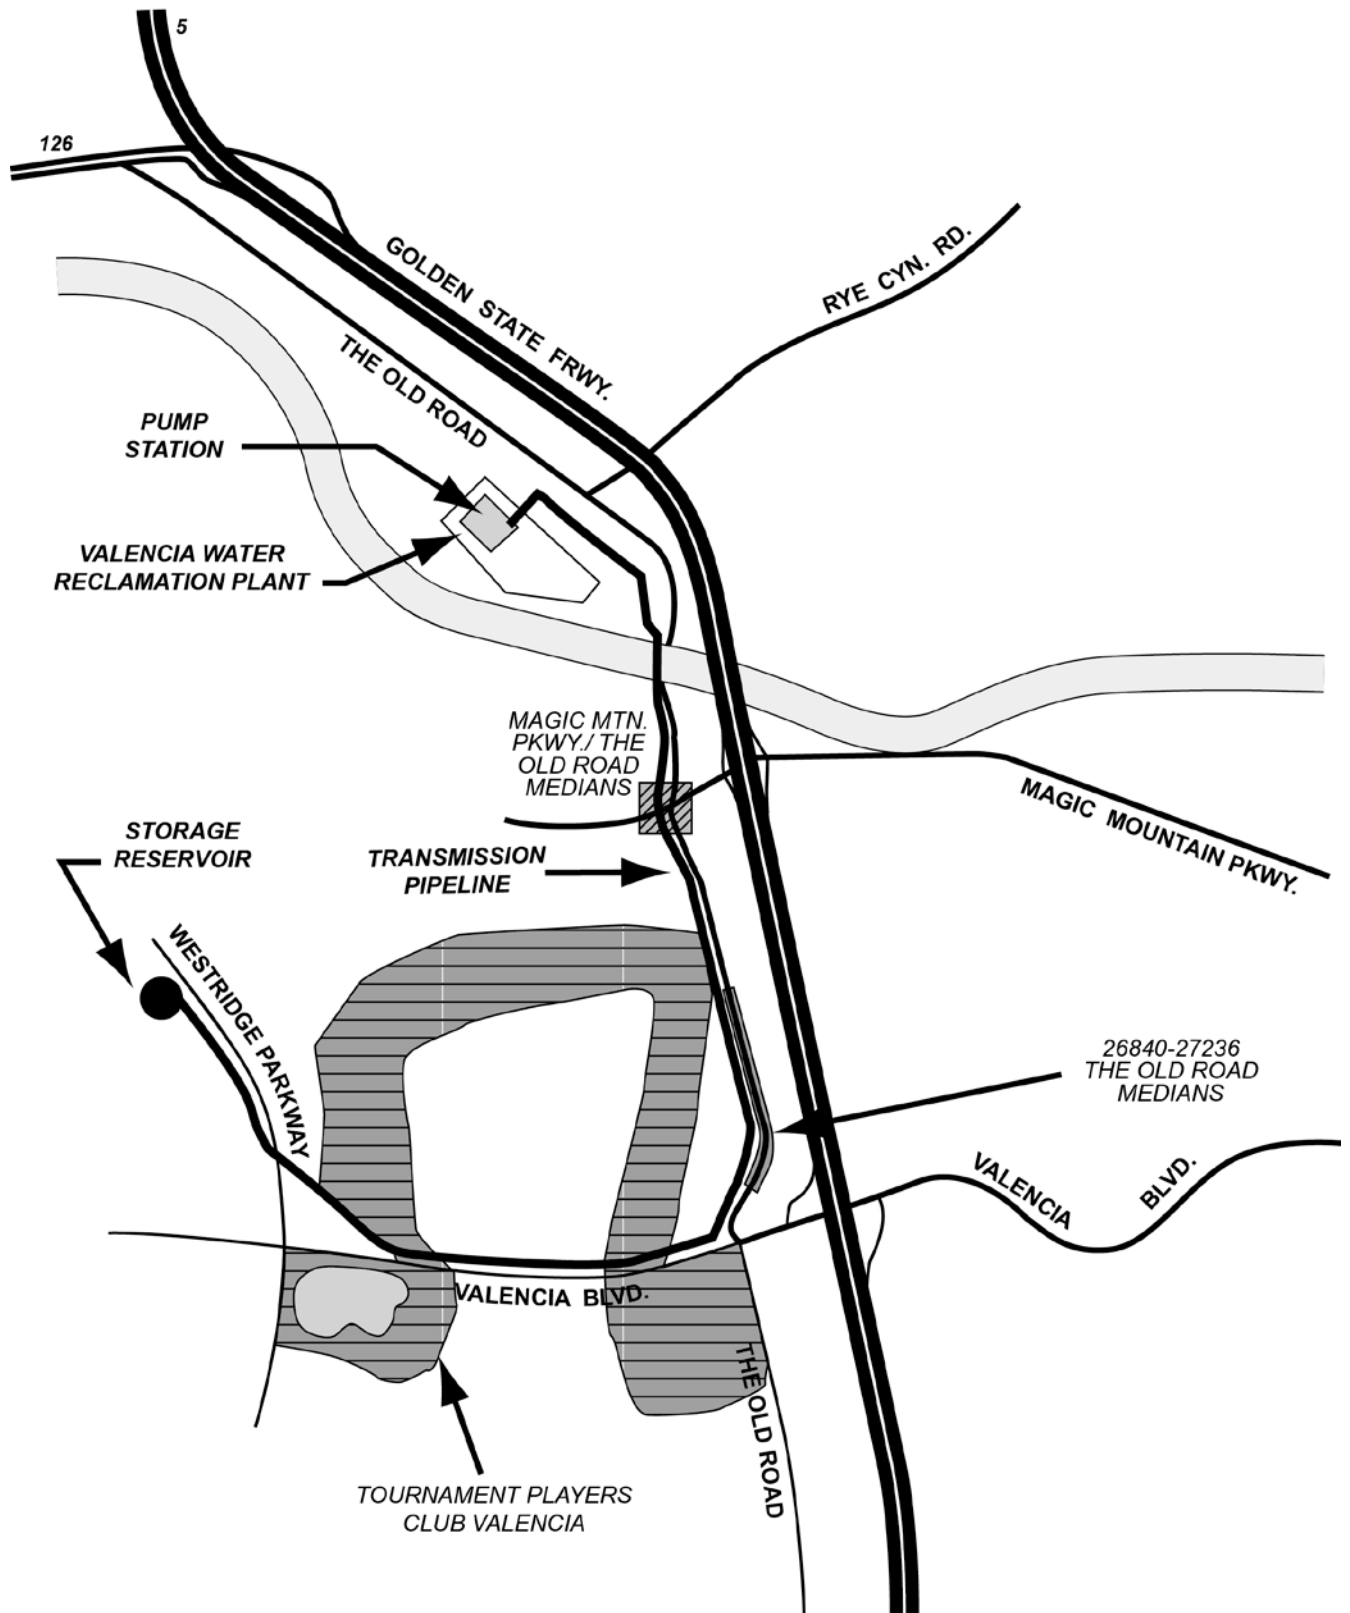 5
126
GOLDEN STATE FRWY.
RYE CYN. RD.
THE OLD ROAD
PUMP
STATION
VALENCIA WATER
RECLAMATION PLANT
MAGIC MTN.
PKWY./ THE
OLD ROAD
MEDIANS
MAGIC MOUNTAIN PKWY.
STORAGE
RESERVOIR
TRANSMISSION
PIPELINE
WESTRIDGE PARKWAY
26840-27236
THE OLD ROAD
MEDIANS
VALENCIA BLVD.
VALENCIA BLVD.
THE OLD ROAD
TOURNAMENT PLAYERS
CLUB VALENCIA